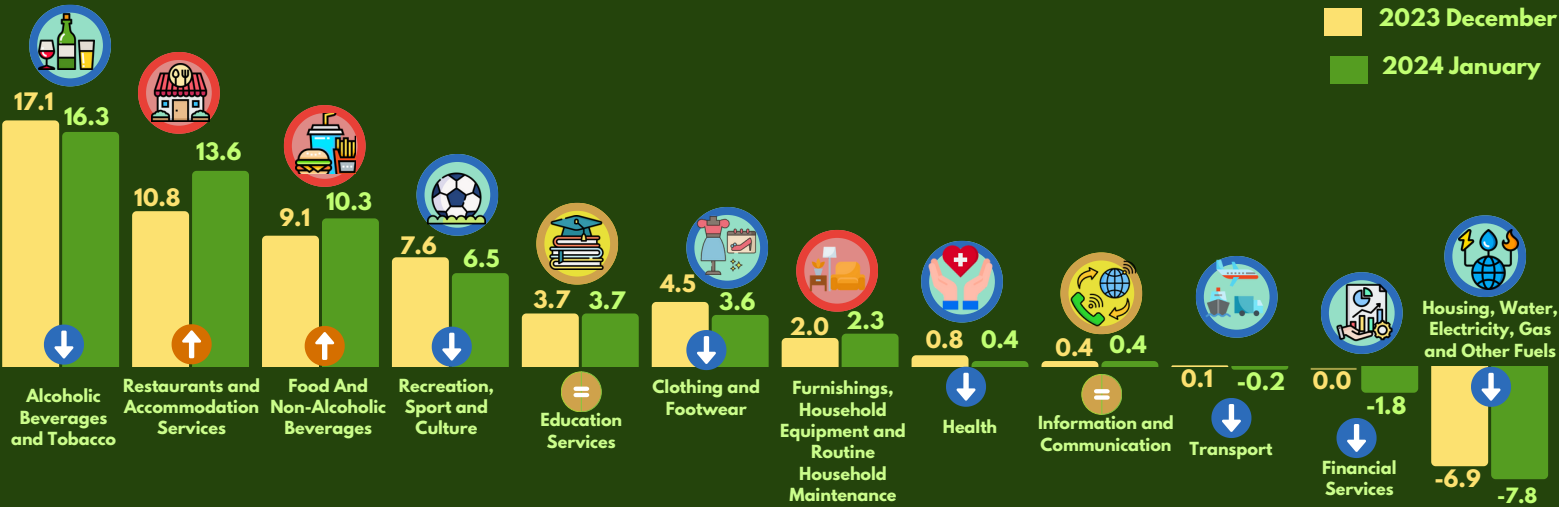 2023 December
2024 January
17.1
16.3
Alcoholic
Beverages
and Tobacco
10.8
13.6
Restaurants and
Accommodation
Services
9.1
10.3
Food And
Non-Alcoholic
Beverages
7.6
6.5
Recreation,
Sport and
Culture
3.7
3.7
=
Education
Services
4.5
3.6
Clothing and
Footwear
2.0
2.3
Furnishings,
Household
Equipment and
Routine
Household
Maintenance
0.8
0.4
Health
0.4
0.4
=
Information and
Communication
0.1
-0.2
Transport
0.0
-1.8
Financial
Services
Housing, Water,
Electricity, Gas
and Other Fuels
-6.9
-7.8